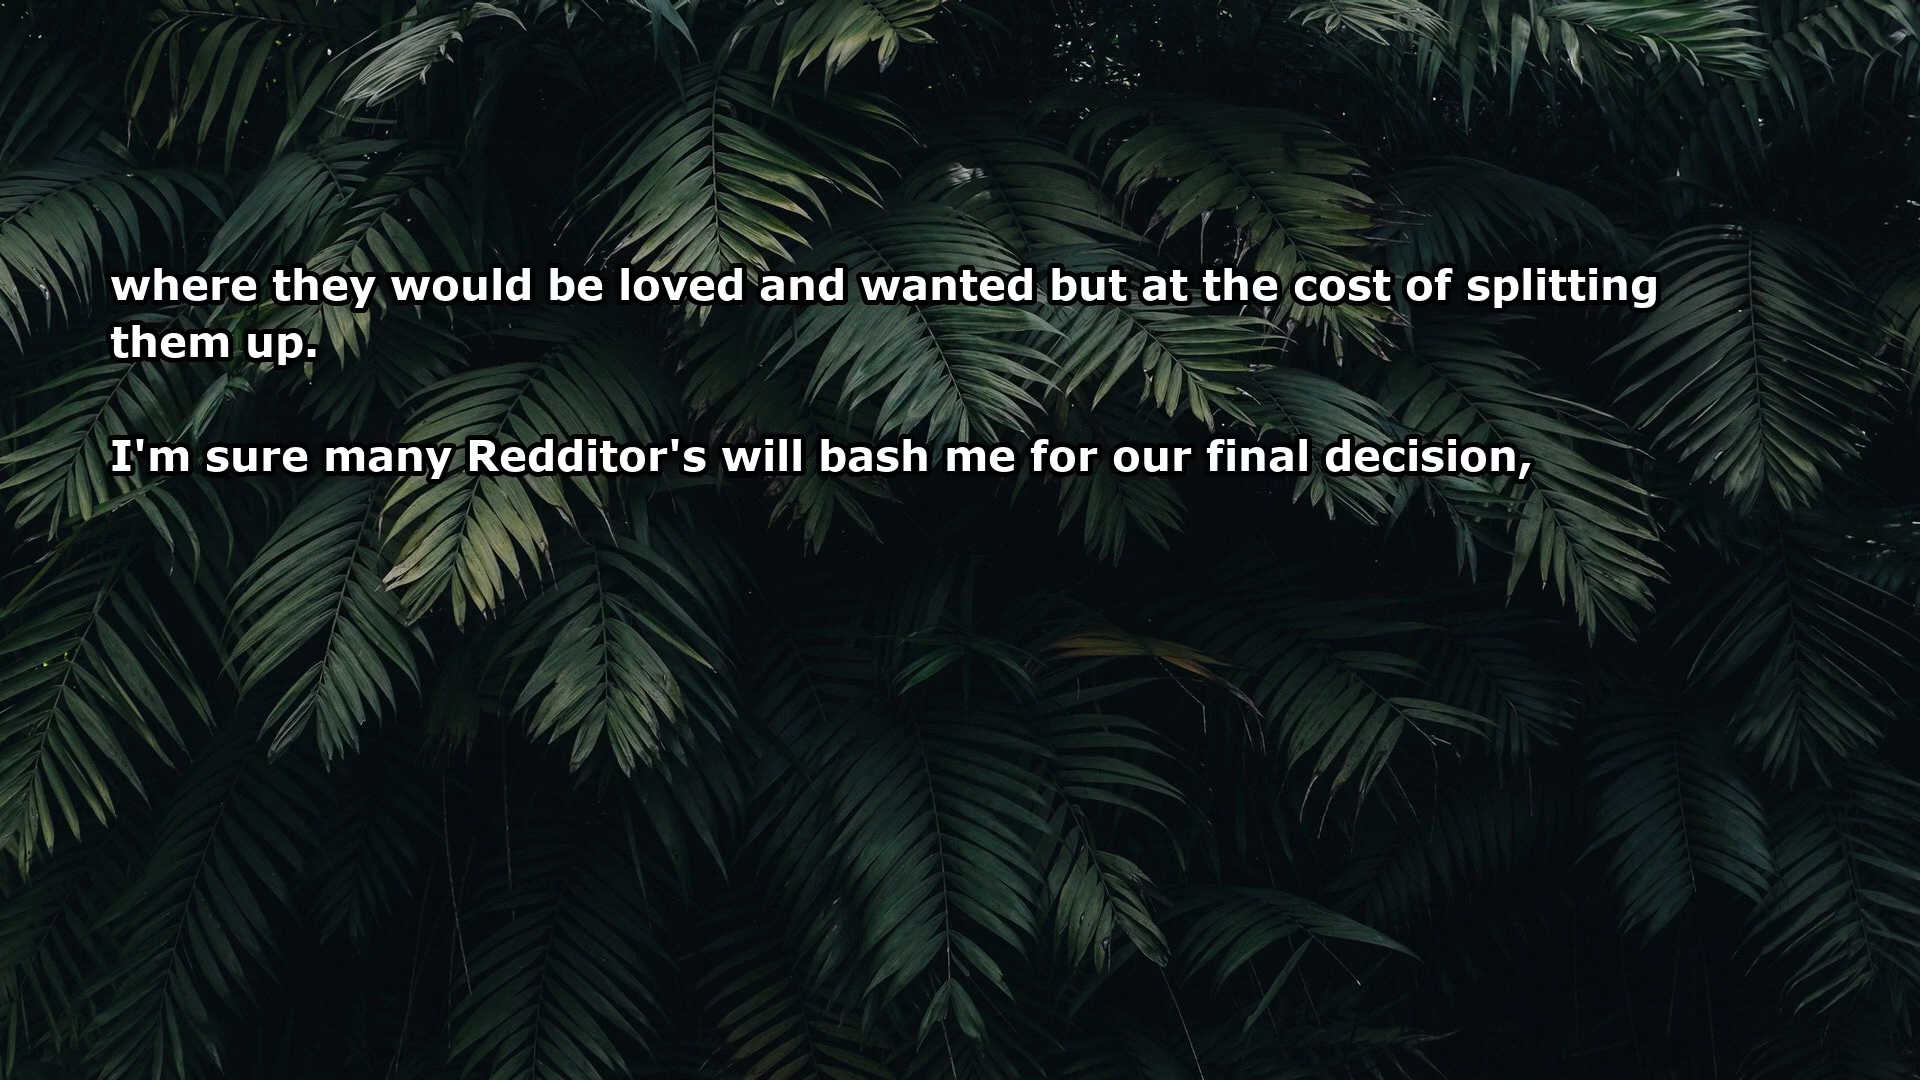 where they would be loved and wanted but at the cost of splitting
them up.
I'm sure many Redditor's will bash me for our final decision,